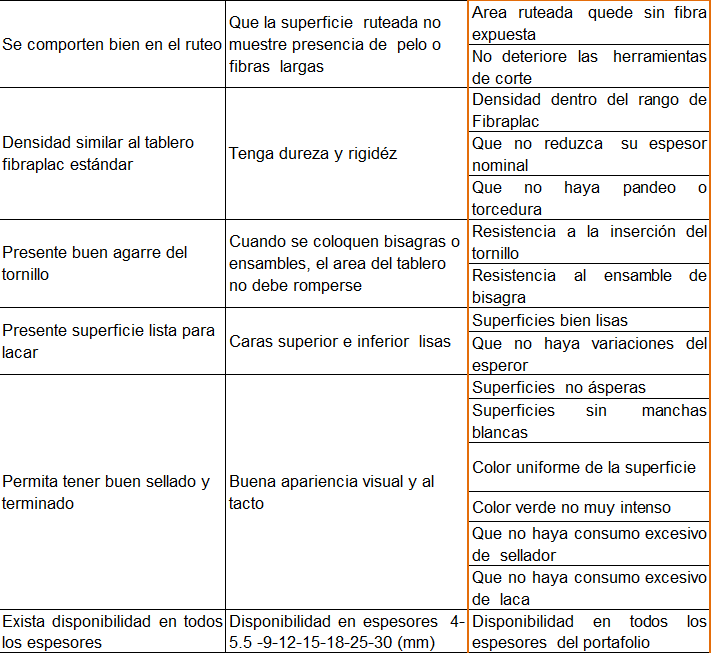 Se comporten bien en el ruteo
Que la superficie ruteada no
muestre presencia de pelo o
fibras largas
Area ruteada quede sin fibra
expuesta
No deteriore las herramientas
de corte
Densidad similar al tablero
fibraplac estándar
Tenga dureza y rigidéz
Densidad dentro del rango de
Fibraplac
Que no reduzca su espesor
nominal
Que no haya pandeo o
torcedura
Presente buen agarre del
tornillo
Cuando se coloquen bisagras o
ensambles, el area del tablero
no debe romperse
Resistencia a la inserción del
tornillo
Resistencia al ensamble de
bisagra
Presente superficie lista para
lacar
Caras superior e inferior lisas
Superficies bien lisas
Que no haya variaciones del
esperor
Permita tener buen sellado y
terminado
Buena apariencia visual y al
tacto
Superficies no ásperas
Superficies sin manchas
blancas
Color uniforme de la superficie
Color verde no muy intenso
Que no haya consumo excesivo
de sellador
Que no haya consumo excesivo
de laca
Exista disponibilidad en todos
los espesores
Disponibilidad en espesores 4-
5.5 -9-12-15-18-25-30 (mm)
Disponibilidad en todos los
espesores del portafolio